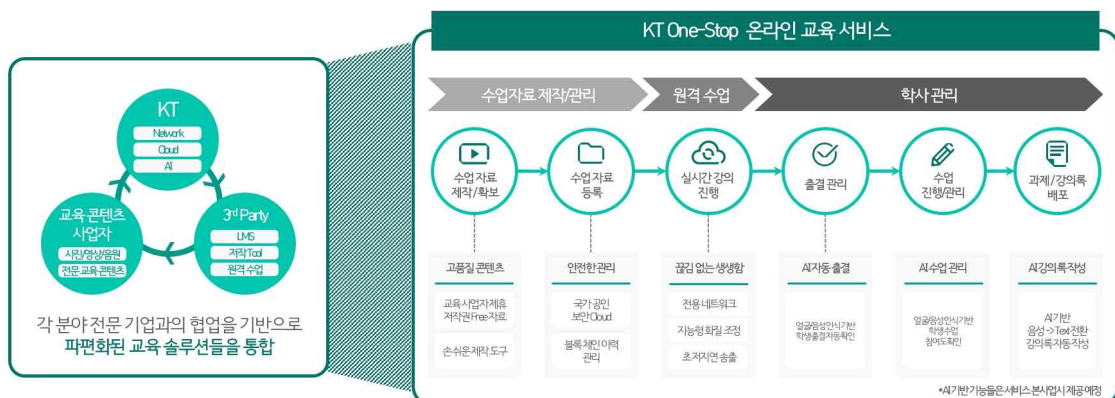 KT
Network
Cloud
AI
교육 콘텐츠
사업자
사진/영상/음원
전문 교육 콘텐츠
3rd Party
LMS
저작 Tool
원격 수업
각 분야 전문 기업과의 협업을 기반으로
파편화된 교육 솔루션들을 통합
KT One-Stop 온라인 교육 서비스
수업자료 제작/관리
원격 수업
학사 관리
수업 자료
제작/확보
수업 자료
등록
실시간 강의
진행
출결 관리
수업
진행/관리
과제/강의록
배포
고품질 콘텐츠
교육 사업자 제휴
저작권 Free 자료
손쉬운 제작 도구
안전한 관리
국가 공인
보안 Cloud
블록 체인 이력
관리
끊김 없는 생생함
전용 네트워크
지능형 화질 조정
초저지연 송출
AI 자동 출결
얼굴/음성인식기반
학생출결자동확인
AI 수업 관리
얼굴/음성인식기반
학생수업
참여도확인
AI 강의록 작성
AI 기반
음성 -> Text 전환
강의록 자동 작성
*AI 기반 기능들은 서비스 본사업시 제공 예정